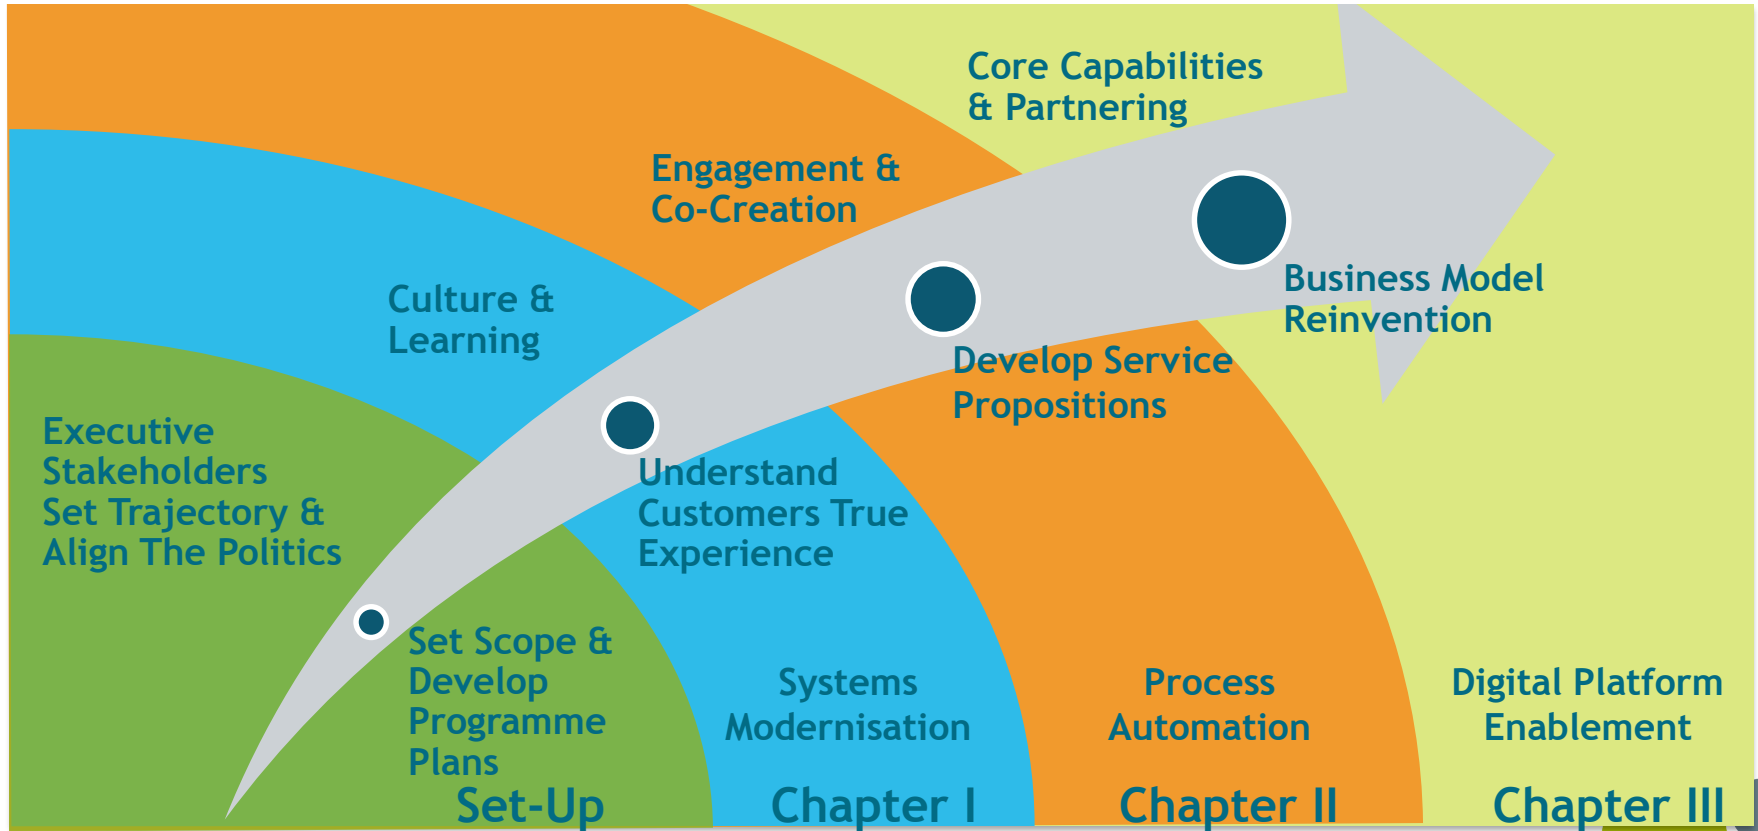 Core Capabilities
& Partnering
Engagement &
Co-Creation
Culture &
Learning
Executive
Stakeholders
Set Trajectory &
Align The Politics
Business Model
Reinvention
Develop Service
Propositions
Understand
Customers True
Experience
Set Scope &
Develop
Programme
Plans
Systems
Modernisation
Process
Automation
Digital Platform
Enablement
Set-Up
Chapter I
Chapter II
Chapter III